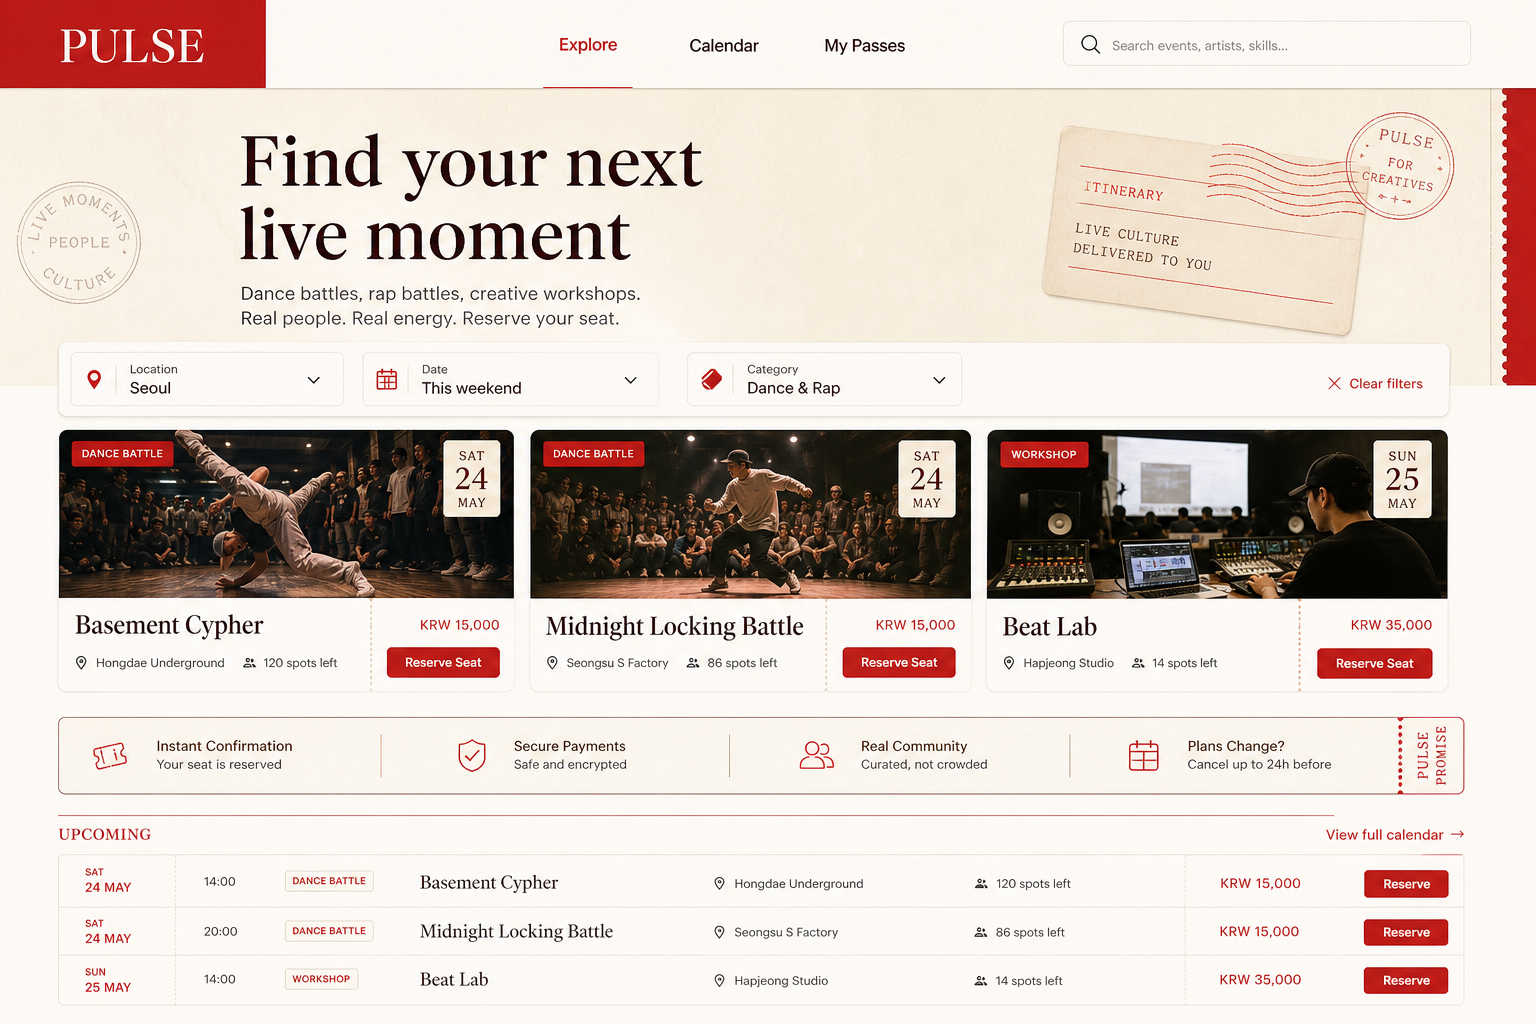 PULSE
Explore
Calendar
My Passes
Search events, artists, skills...
LIVE MOMENTS
PEOPLE
CULTURE
Find your next
live moment
Dance battles, rap battles, creative workshops.
Real people. Real energy. Reserve your seat.
ITINERARY
LIVE CULTURE
DELIVERED TO YOU
PULSE
FOR
CREATIVES
Location
Seoul
Date
This weekend
Category
Dance & Rap
Clear filters
DANCE BATTLE
SAT
24
MAY
Basement Cypher
Hongdae Underground
120 spots left
KRW 15,000
Reserve Seat
DANCE BATTLE
SAT
24
MAY
Midnight Locking Battle
Seongsu S Factory
86 spots left
KRW 15,000
Reserve Seat
WORKSHOP
SUN
25
MAY
Beat Lab
Hapjeong Studio
14 spots left
KRW 35,000
Reserve Seat
Instant Confirmation
Your seat is reserved
Secure Payments
Safe and encrypted
Real Community
Curated, not crowded
Plans Change?
Cancel up to 24h before
PULSE
PROMISE
UPCOMING
View full calendar →
SAT
24 MAY
14:00
DANCE BATTLE
Basement Cypher
Hongdae Underground
120 spots left
KRW 15,000
Reserve
SAT
24 MAY
20:00
DANCE BATTLE
Midnight Locking Battle
Seongsu S Factory
86 spots left
KRW 15,000
Reserve
SUN
25 MAY
14:00
WORKSHOP
Beat Lab
Hapjeong Studio
14 spots left
KRW 35,000
Reserve